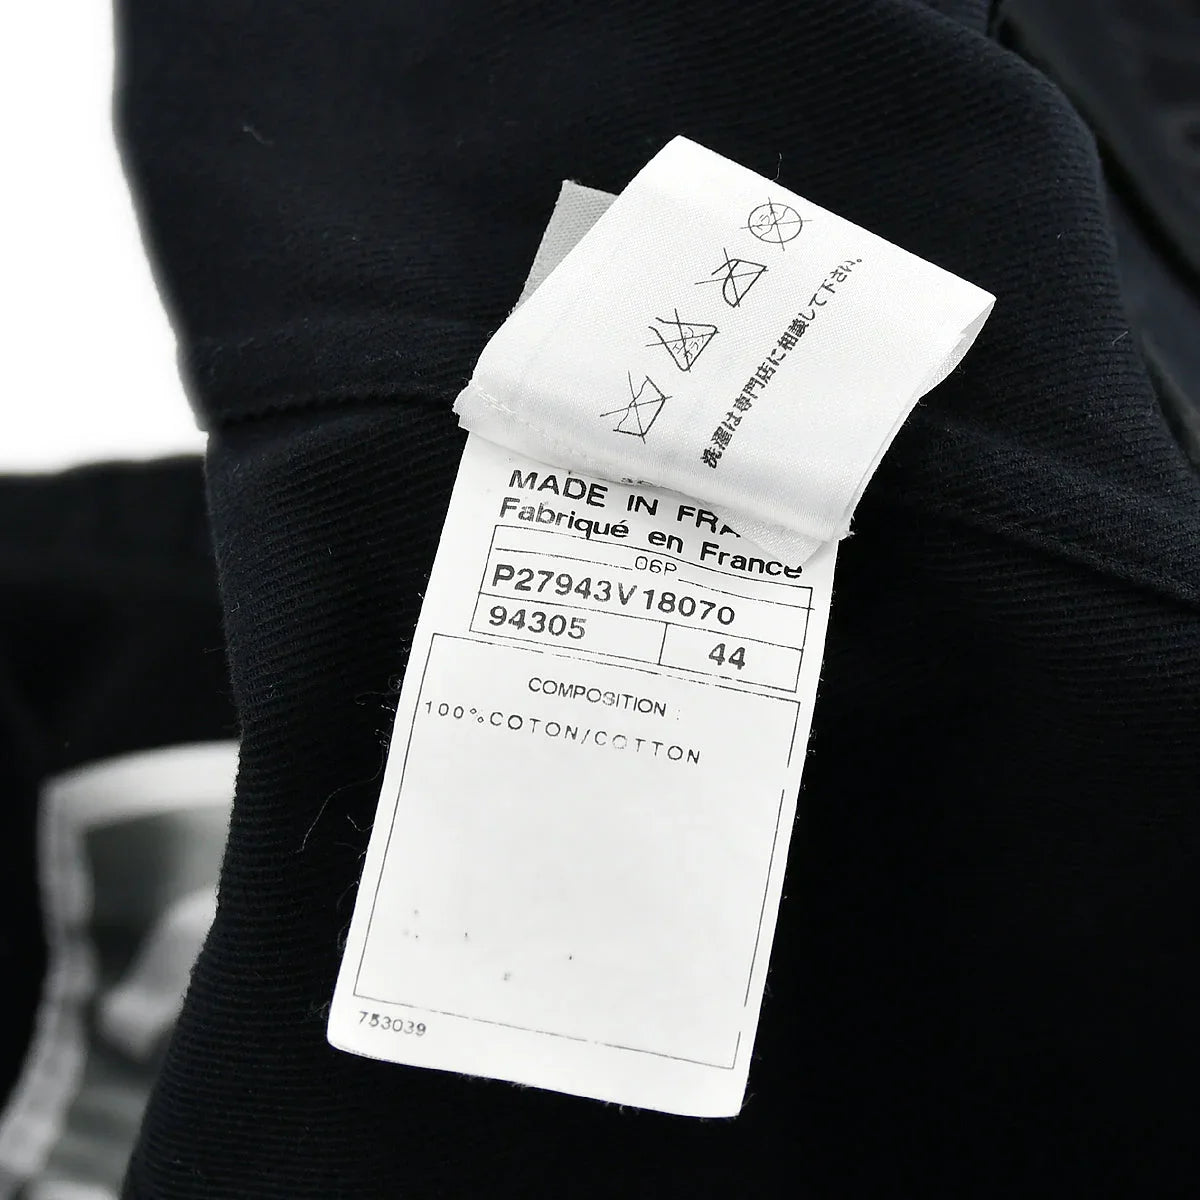 洗濯は専門店に相談して下さい。
MADE IN FRA
Fabriqué en France
06P
P27943V18070
94305
44
COMPOSITION :
100%COTON/COTTON
753039